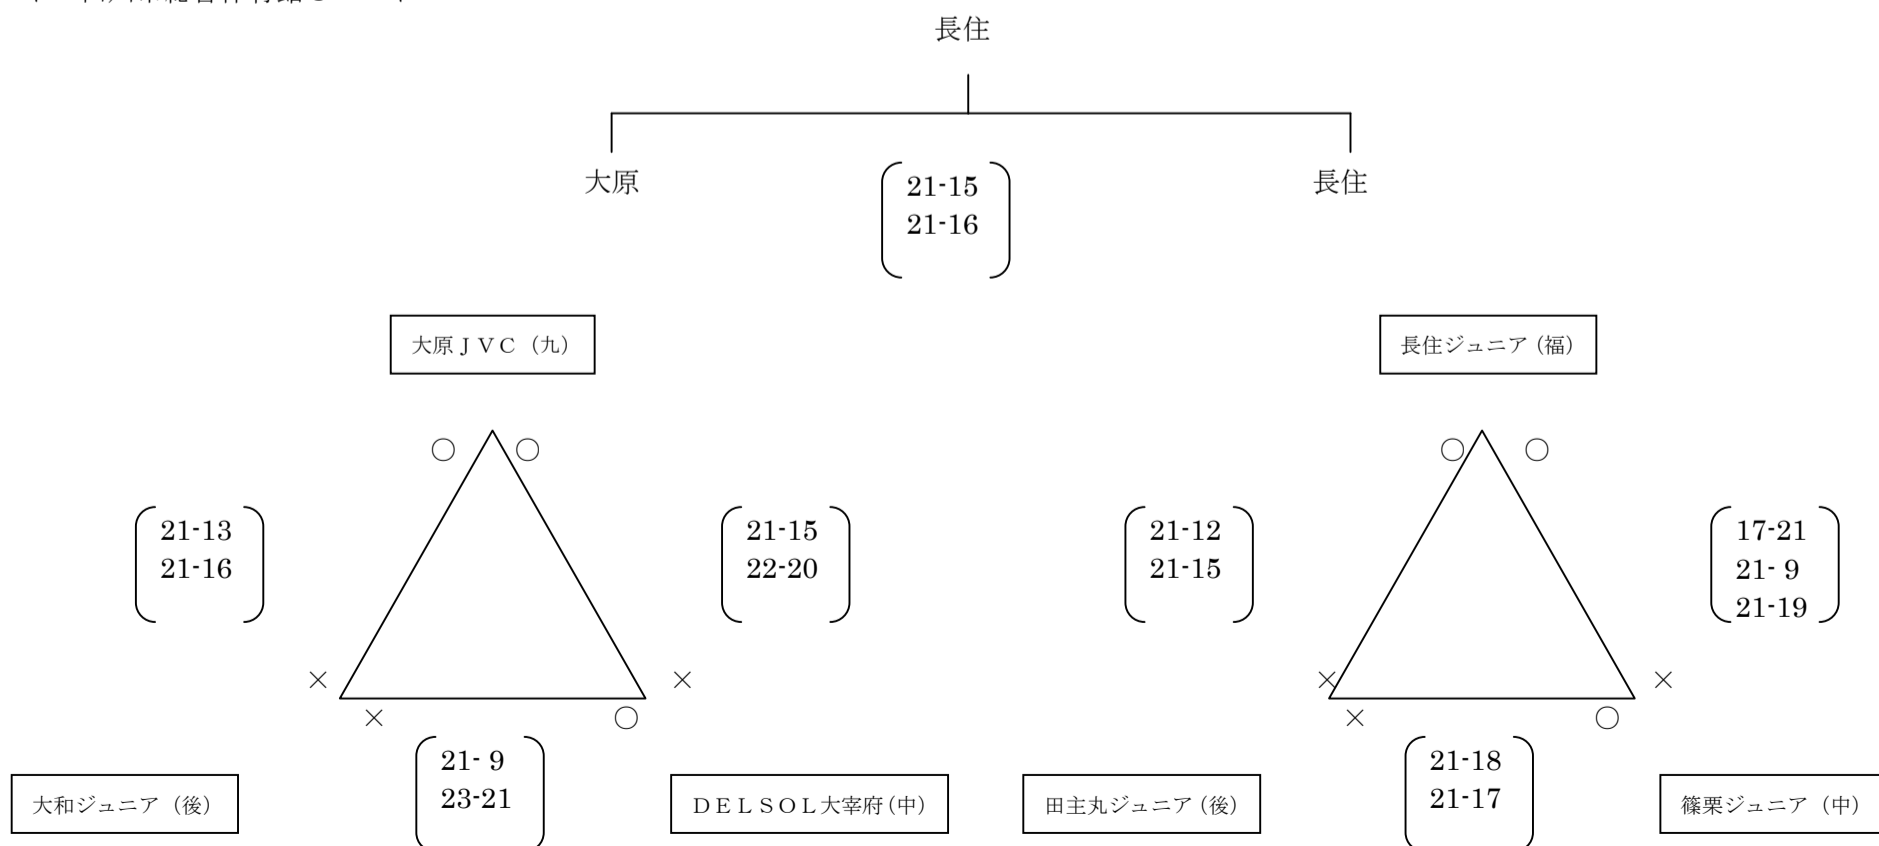 長住
大原
長住
21-15
21-16
大原ＪＶＣ（九）
長住ジュニア（福）
○ ○
○ ○
21-13
21-16
21-15
22-20
21-12
21-15
17-21
21- 9
21-19
× ×
× ×
× ○
× ○
21- 9
23-21
21-18
21-17
大和ジュニア（後）
ＤＥＬＳＯＬ大宰府（中）
田主丸ジュニア（後）
篠栗ジュニア（中）